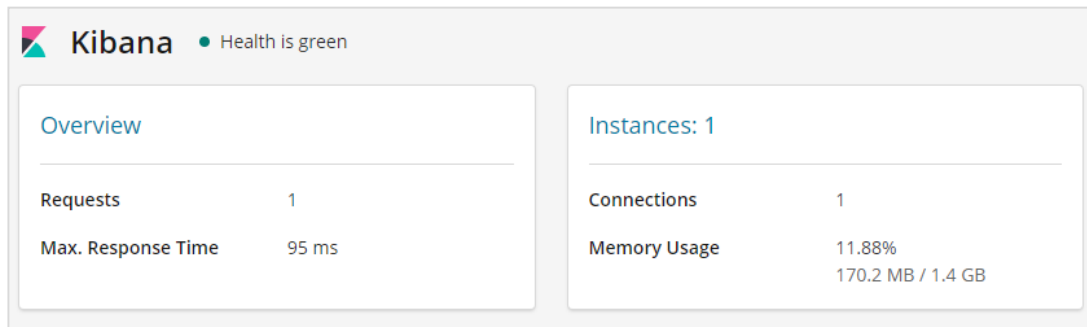 Kibana Health is green
Overview
Requests 1
Max. Response Time 95 ms
Instances: 1
Connections 1
Memory Usage 11.88%
170.2 MB / 1.4 GB